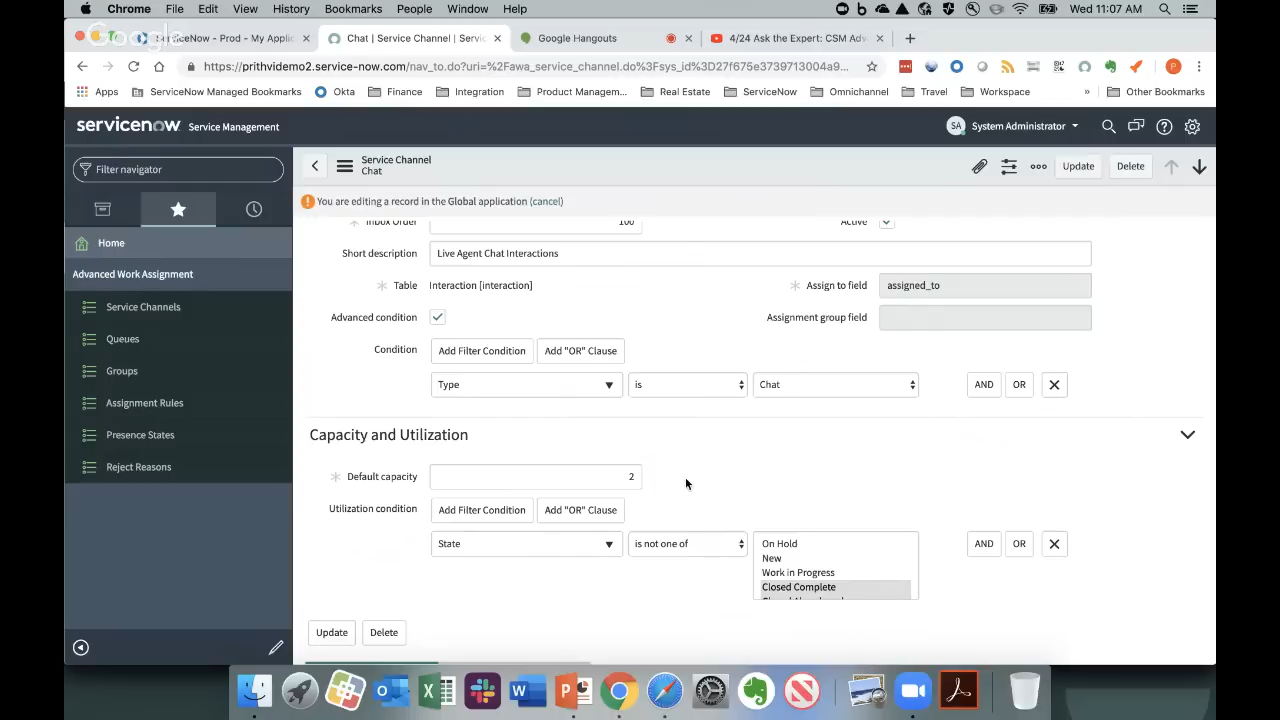 Chrome File Edit View History Bookmarks People Window Help Wed 11:07 AM
Google
ServiceNow - Prod - My Applic Chat | Service Channel | Servic Google Hangouts 4/24 Ask the Expert: CSM Adv
https://prithvidemo2.service-now.com/nav_to.do?uri=%2Fawa_service_channel.do%3Fsys_id%3D27f675e3739713004a9... P
Apps ServiceNow Managed Bookmarks Okta Finance Integration Product Managem... Real Estate ServiceNow Omnichannel Travel Workspace » Other Bookmarks
servicenow Service Management SA System Administrator
Filter navigator
Home
Advanced Work Assignment
Service Channels
Queues
Groups
Assignment Rules
Presence States
Reject Reasons
Service Channel
Chat
Update Delete
You are editing a record in the Global application (cancel)
Inbox Order 100 Active
Short description Live Agent Chat Interactions
Table Interaction [interaction] Assign to field assigned_to
Advanced condition Assignment group field
Condition Add Filter Condition Add "OR" Clause
Type is Chat AND OR
Capacity and Utilization
Default capacity 2
Utilization condition Add Filter Condition Add "OR" Clause
State is not one of On Hold AND OR
New
Work in Progress
Closed Complete
Update Delete